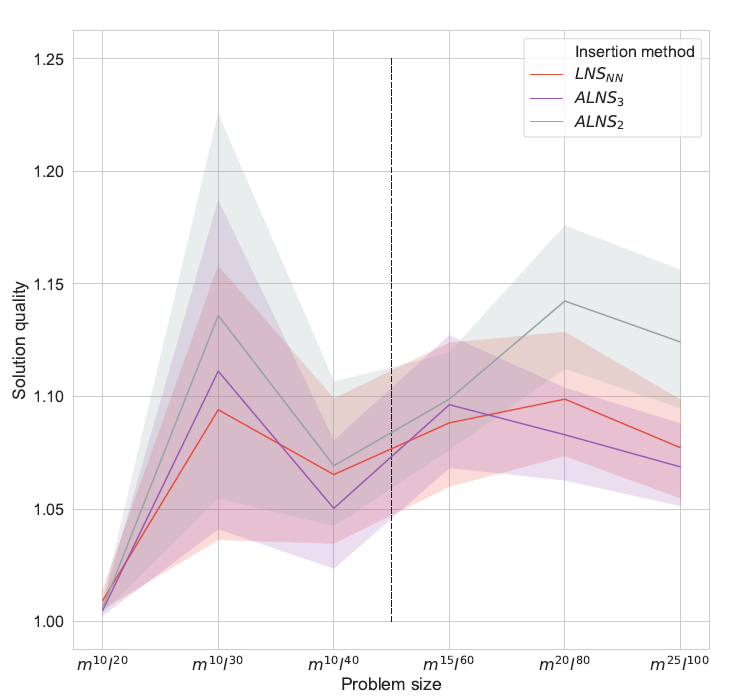 Solution quality
1.25
1.20
1.15
1.10
1.05
1.00
Insertion method
LNS_NN
ALNS_3
ALNS_2
m^10 l^20 m^10 l^30 m^10 l^40 m^15 l^60 m^20 l^80 m^25 l^100
Problem size